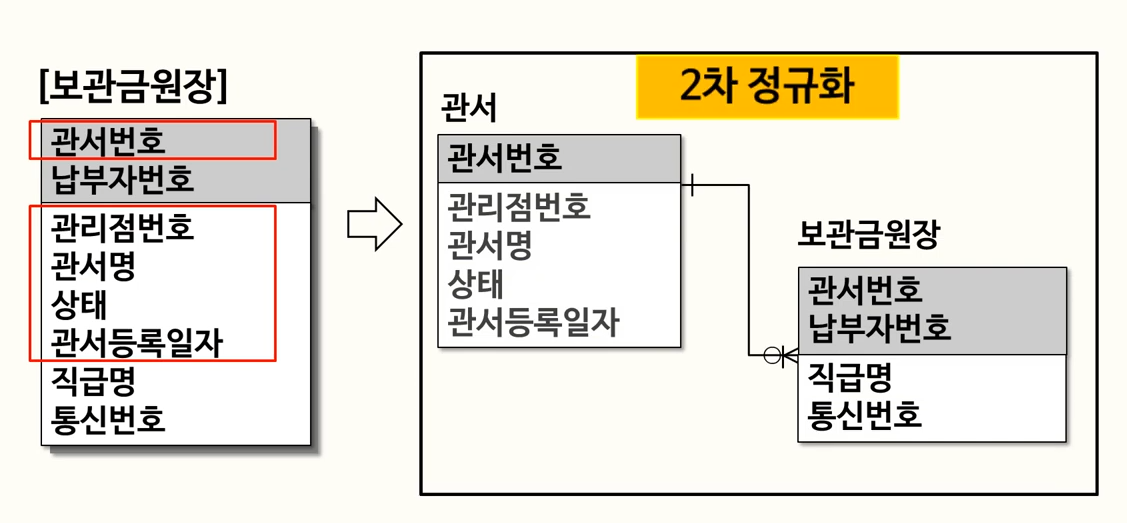 [보관금원장]
관서번호
납부자번호
관리점번호
관서명
상태
관서등록일자
직급명
통신번호
2차 정규화
관서
관서번호
관리점번호
관서명
상태
관서등록일자
보관금원장
관서번호
납부자번호
직급명
통신번호